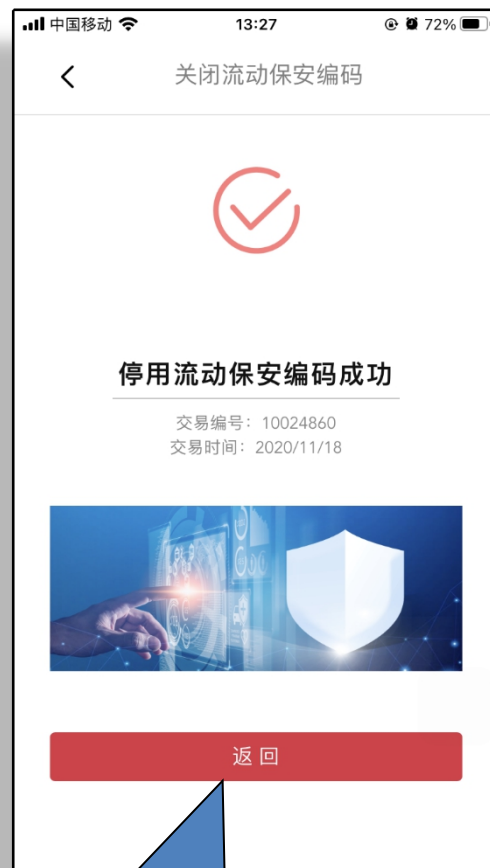 中国移动 13:27 72%
关闭流动保安编码
停用流动保安编码成功
交易编号：10024860
交易时间：2020/11/18
返回